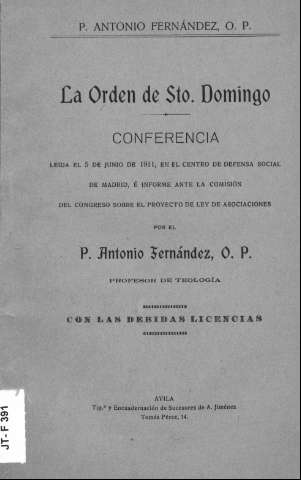 P. ANTONIO FERNÁNDEZ, O. P.
La Orden de Sto. Domingo
CONFERENCIA
LEIDA EL 5 DE JUNIO DE 1911, EN EL CENTRO DE DEFENSA SOCIAL
DE MADRID, É INFORME ANTE LA COMISIÓN
DEL CONGRESO SOBRE EL PROYECTO DE LEY DE ASOCIACIONES
POR EL
P. Antonio Fernández, O. P.
PROFESOR DE TEOLOGÍA
CON LAS DEBIDAS LICENCIAS
AVILA
Tip.ª y Encuadernación de Sucesores de A. Jiménez
Tomás Pérez, 14.
JT-F 391